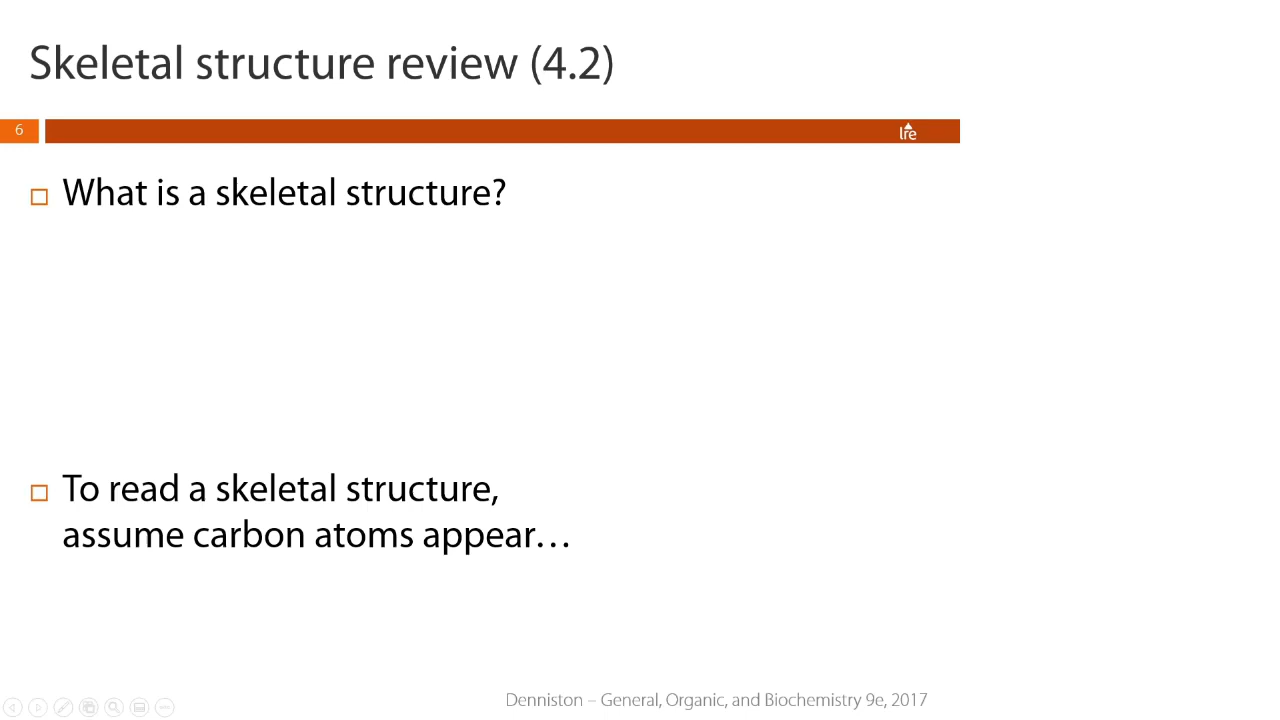 Skeletal structure review (4.2)
6
lre
What is a skeletal structure?
To read a skeletal structure,
assume carbon atoms appear…
Denniston – General, Organic, and Biochemistry 9e, 2017